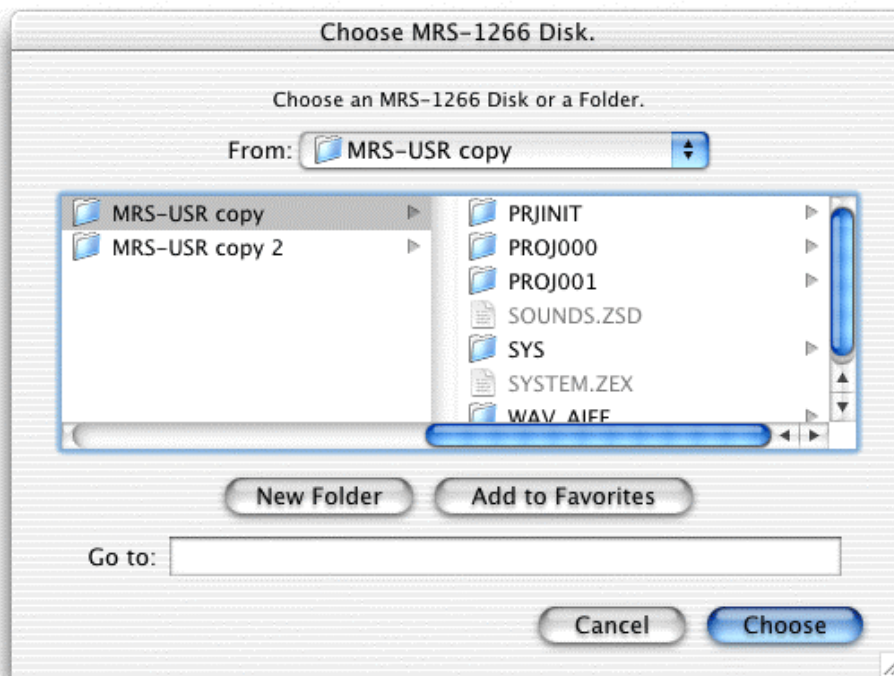 Choose MRS-1266 Disk.
Choose an MRS-1266 Disk or a Folder.
From: MRS-USR copy
MRS-USR copy
MRS-USR copy 2
PRJINIT
PROJ000
PROJ001
SOUNDS.ZSD
SYS
SYSTEM.ZEX
WAV_AIFF
New Folder
Add to Favorites
Go to:
Cancel
Choose